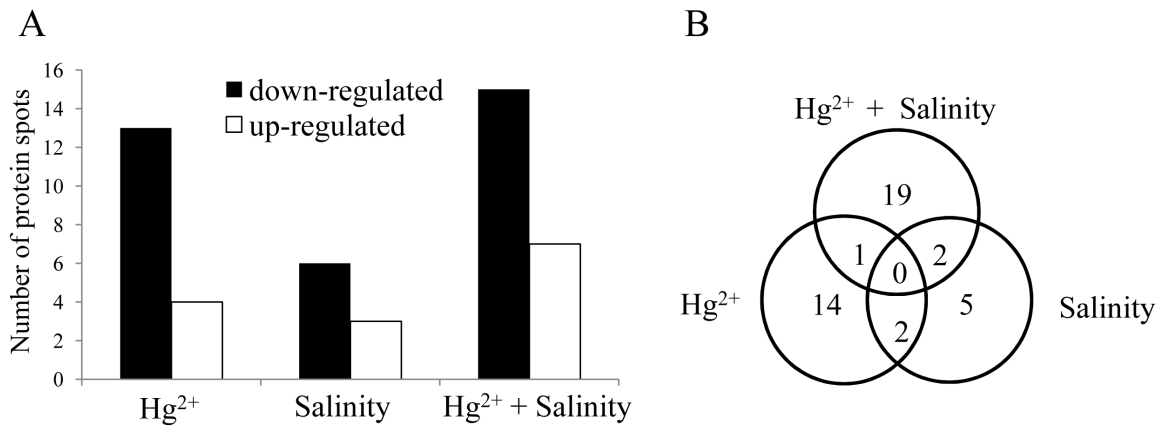 A
16
14
12
10
8
6
4
2
0
Number of protein spots
down-regulated
up-regulated
Hg²⁺
Salinity
Hg²⁺ + Salinity
B
Hg²⁺ + Salinity
19
1
0
2
Hg²⁺
14
5
Salinity
2